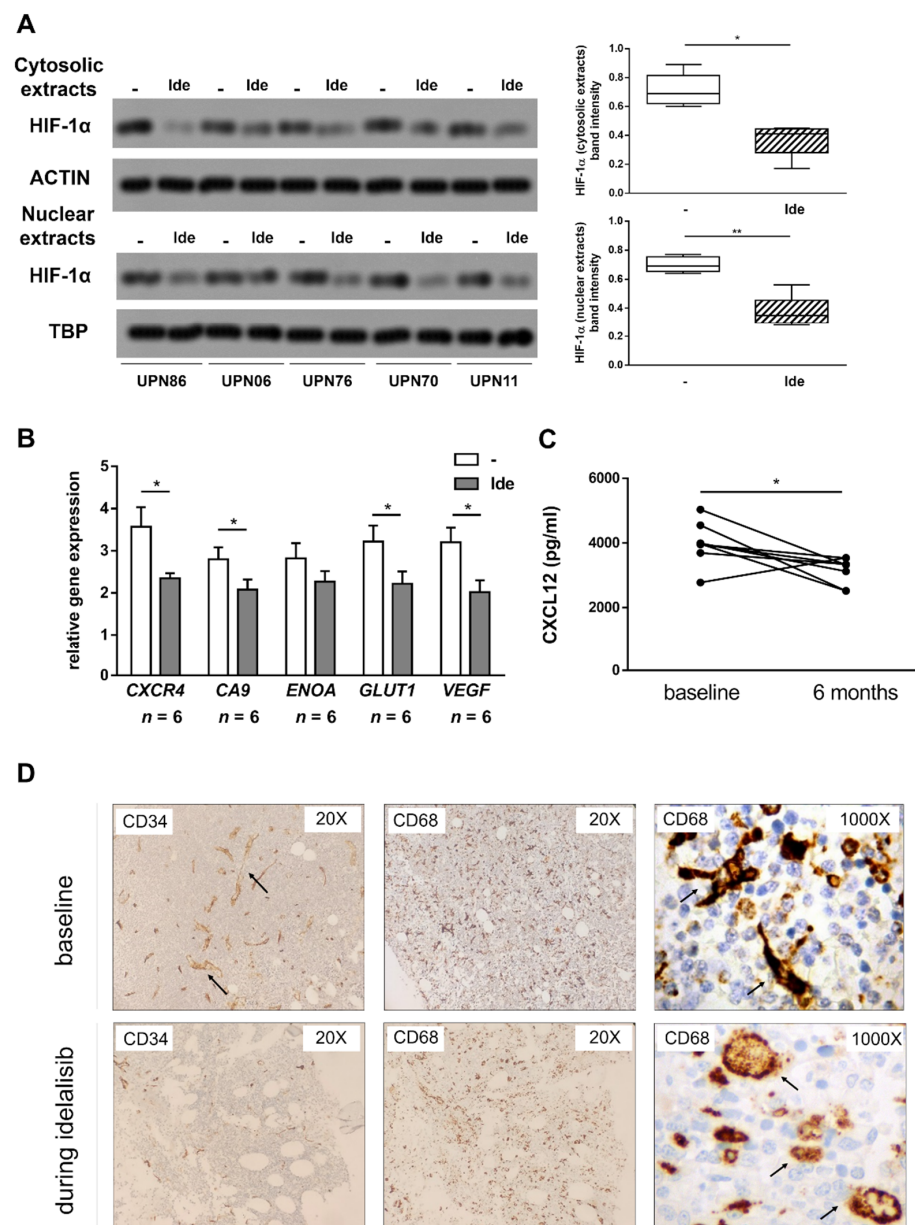 A
Cytosolic extracts
- Ide - Ide - Ide - Ide - Ide
HIF-1α
ACTIN
Nuclear extracts
- Ide - Ide - Ide - Ide - Ide
HIF-1α
TBP
UPN86 UPN06 UPN76 UPN70 UPN11
HIF-1α (cytosolic extracts)
band intensity
1.0
0.8
0.6
0.4
0.2
0.0
*
- Ide
HIF-1α (nuclear extracts)
band intensity
1.0
0.8
0.6
0.4
0.2
0.0
**
- Ide
B
relative gene expression
5
4
3
2
1
0
-
Ide
* * * *
CXCR4 CA9 ENOA GLUT1 VEGF
n = 6 n = 6 n = 6 n = 6 n = 6
C
CXCL12 (pg/ml)
6000
4000
2000
0
*
baseline 6 months
D
baseline
CD34 20X
CD68 20X
CD68 1000X
during idelalisib
CD34 20X
CD68 20X
CD68 1000X